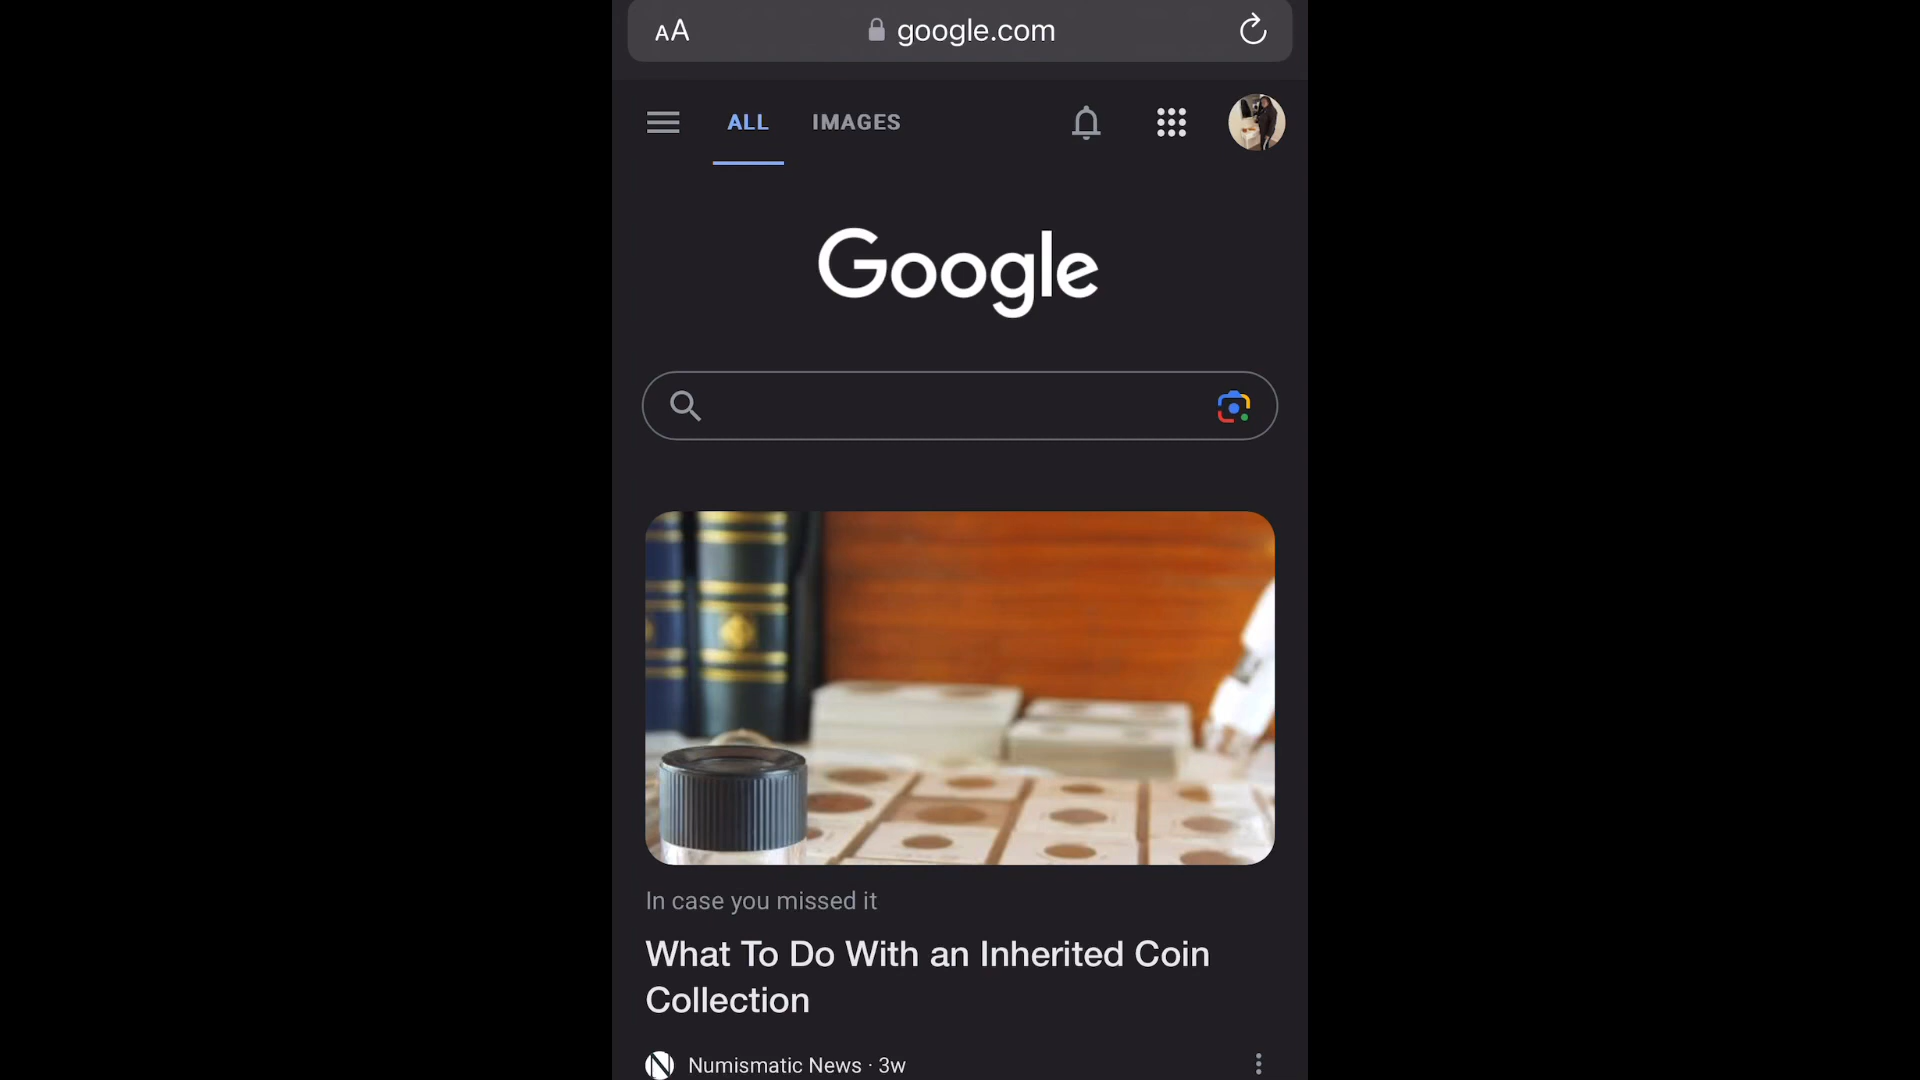 AA google.com
ALL IMAGES
Google
In case you missed it
What To Do With an Inherited Coin
Collection
N Numismatic News · 3w